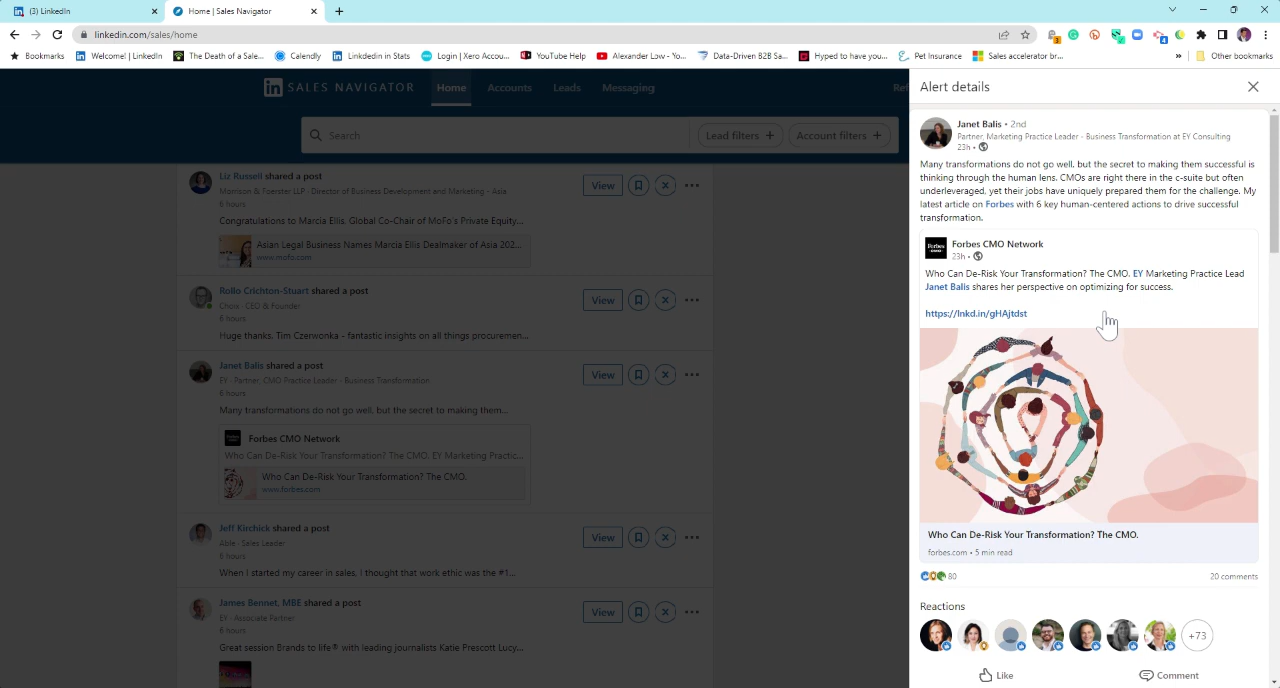 (3) LinkedIn
Home | Sales Navigator
linkedin.com/sales/home
Bookmarks
Welcome! | LinkedIn
The Death of a Sale...
Calendly
Linkdedin in Stats
Login | Xero Accou...
YouTube Help
Alexander Low - Yo...
Data-Driven B2B Sa...
Hyped to have you...
Pet Insurance
Sales accelerator br...
»
Other bookmarks
in SALES NAVIGATOR
Home
Accounts
Leads
Messaging
Ref
Search
Lead filters +
Account filters +
Liz Russell shared a post
Morrison & Foerster LLP · Director of Business Development and Marketing - Asia
6 hours
Congratulations to Marcia Ellis, Global Co-Chair of MoFo's Private Equity...
Asian Legal Business Names Marcia Ellis Dealmaker of Asia 202...
www.mofo.com
View
Rollo Crichton-Stuart shared a post
Choix · CEO & Founder
6 hours
Huge thanks, Tim Czerwonka - fantastic insights on all things procuremen...
View
Janet Balis shared a post
EY · Partner, CMO Practice Leader - Business Transformation
6 hours
Many transformations do not go well, but the secret to making them...
Forbes CMO Network
Who Can De-Risk Your Transformation? The CMO. EY Marketing Practic...
Who Can De-Risk Your Transformation? The CMO.
www.forbes.com
View
Jeff Kirchick shared a post
Able · Sales Leader
6 hours
When I started my career in sales, I thought that work ethic was the #1...
View
James Bennet, MBE shared a post
EY · Associate Partner
6 hours
Great session Brands to life® with leading journalists Katie Prescott Lucy...
View
Alert details
Janet Balis • 2nd
Partner, Marketing Practice Leader - Business Transformation at EY Consulting
23h •
Many transformations do not go well, but the secret to making them successful is
thinking through the human lens. CMOs are right there in the c-suite but often
underleveraged, yet their jobs have uniquely prepared them for the challenge. My
latest article on Forbes with 6 key human-centered actions to drive successful
transformation.
Forbes
Forbes CMO Network
23h •
Who Can De-Risk Your Transformation? The CMO. EY Marketing Practice Lead
Janet Balis shares her perspective on optimizing for success.
https://lnkd.in/gHAjtdst
Who Can De-Risk Your Transformation? The CMO.
forbes.com • 5 min read
80
20 comments
Reactions
+73
Like
Comment